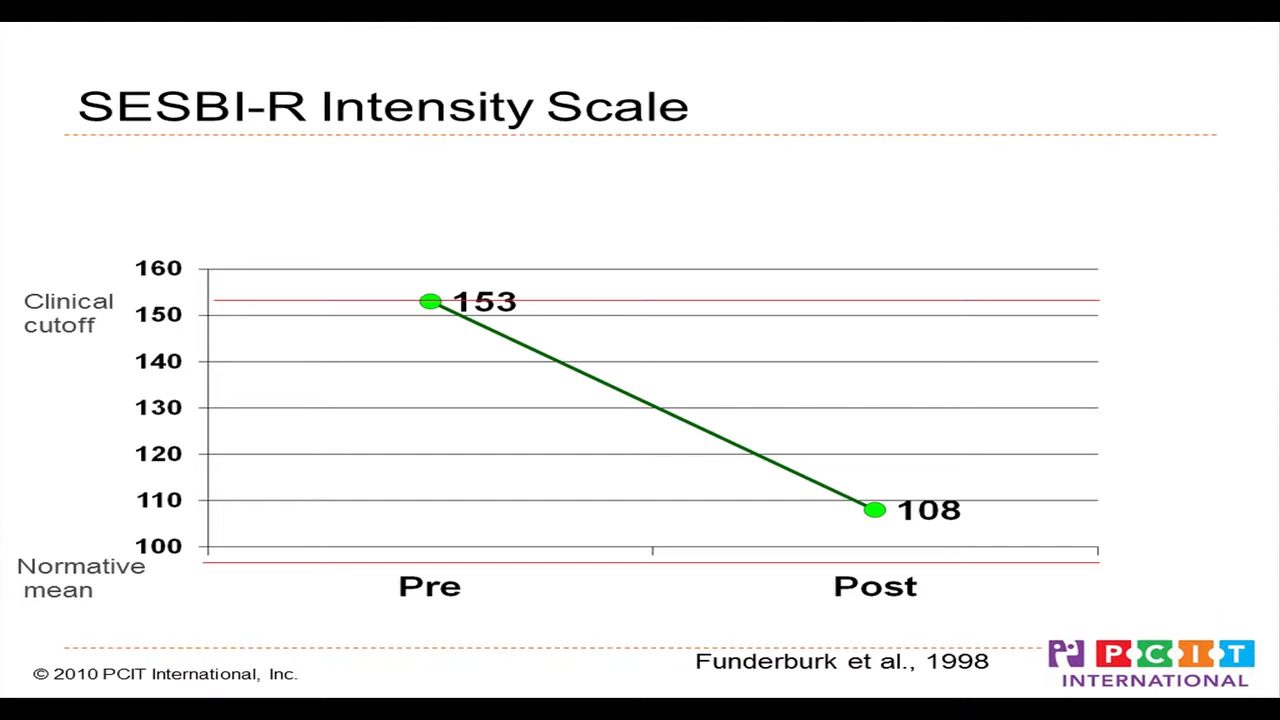 SESBI-R Intensity Scale
160
Clinical
cutoff
153
150
140
130
120
110
108
100
Normative
mean
Pre
Post
Funderburk et al., 1998
© 2010 PCIT International, Inc.
PCIT
INTERNATIONAL